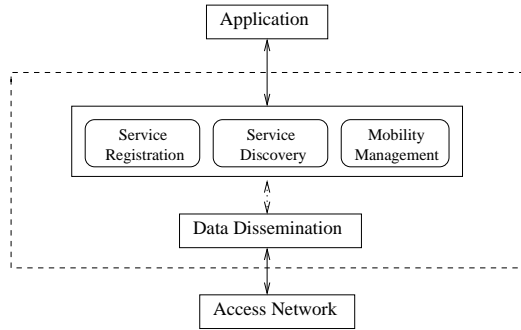 Application
Service
Registration
Service
Discovery
Mobility
Management
Data Dissemination
Access Network